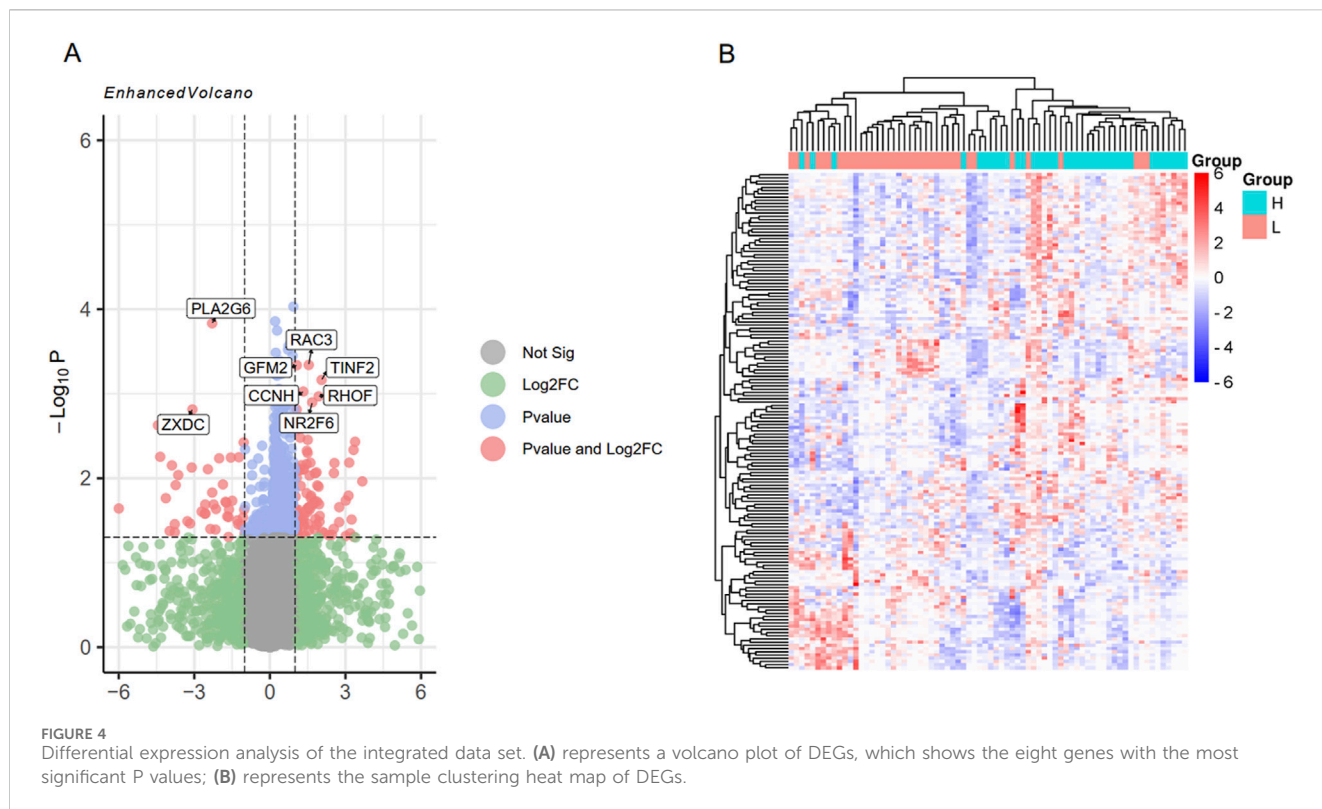 A
EnhancedVolcano
6
4
2
0
−Log10 P
−6
−3
0
3
6
PLA2G6
RAC3
GFM2
TINF2
CCNH
RHOF
ZXDC
NR2F6
Not Sig
Log2FC
Pvalue
Pvalue and Log2FC
B
Group
6
4
2
0
-2
-4
-6
Group
H
L
FIGURE 4
Differential expression analysis of the integrated data set. (A) represents a volcano plot of DEGs, which shows the eight genes with the most
significant P values; (B) represents the sample clustering heat map of DEGs.